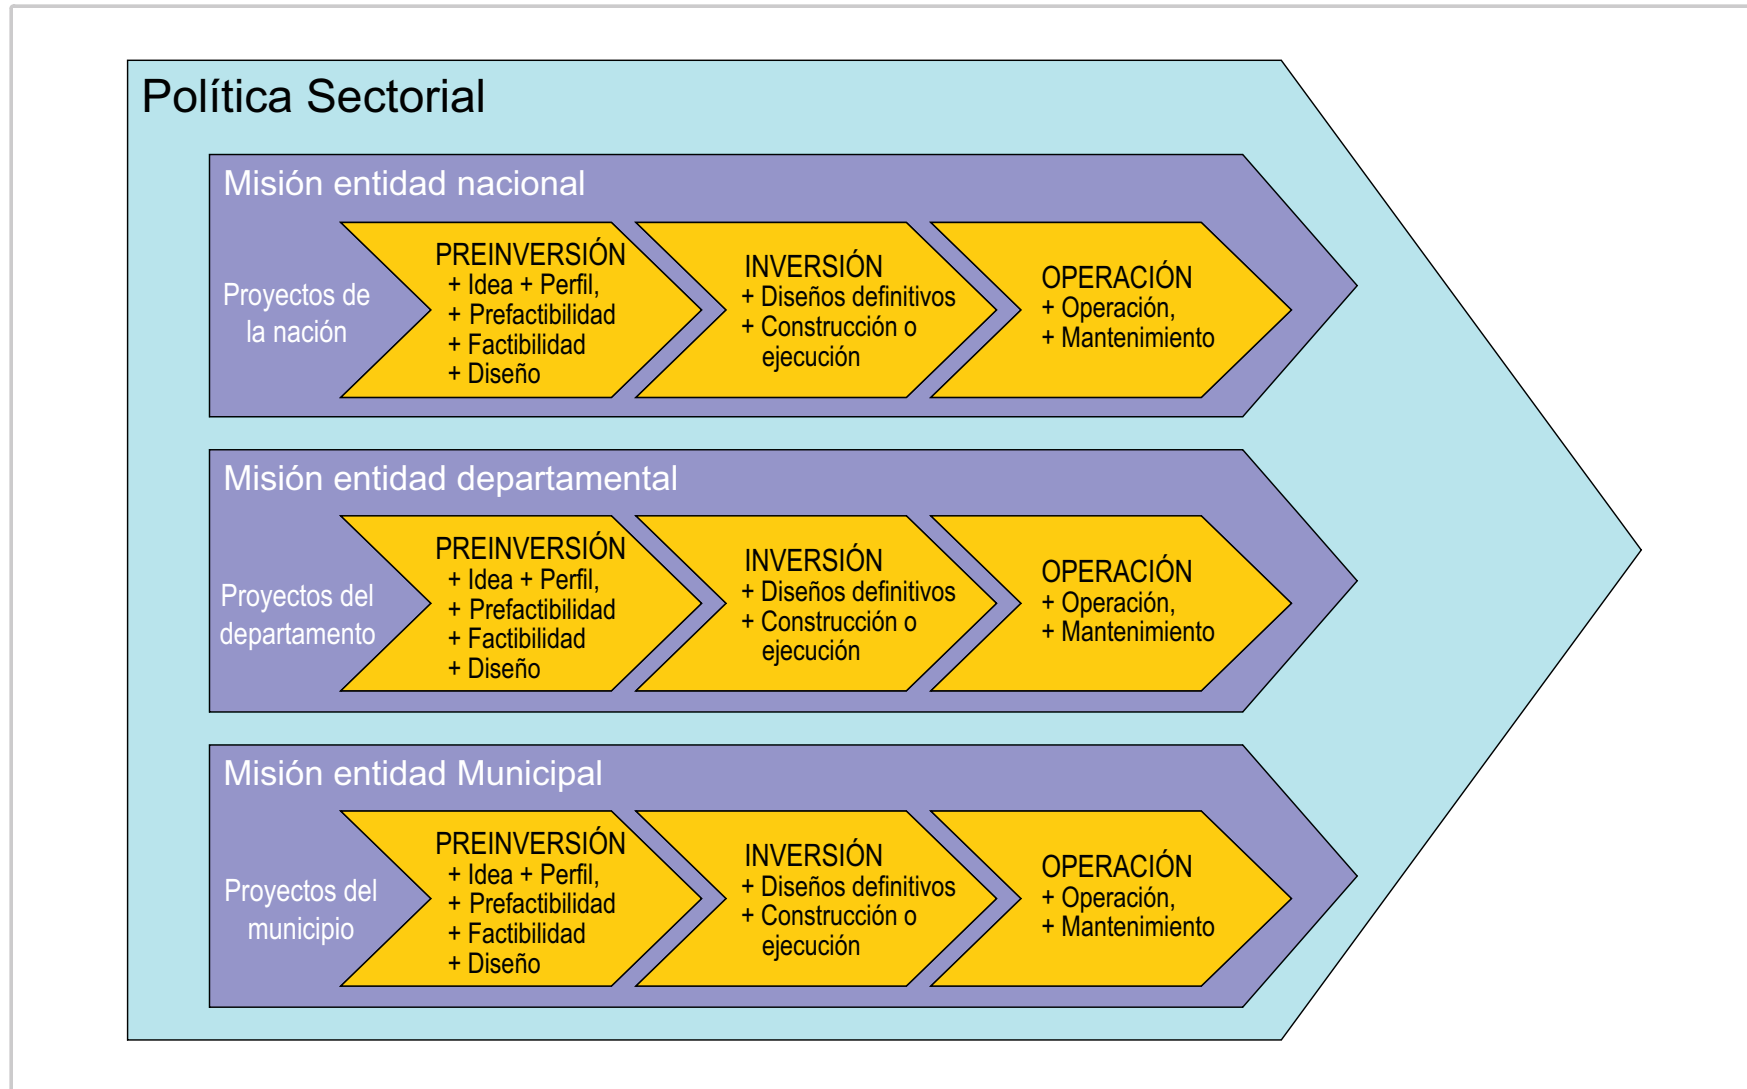 Política Sectorial
Misión entidad nacional
Proyectos de
la nación
PREINVERSIÓN
+ Idea + Perfil,
+ Prefactibilidad
+ Factibilidad
+ Diseño
INVERSIÓN
+ Diseños definitivos
+ Construcción o
ejecución
OPERACIÓN
+ Operación,
+ Mantenimiento
Misión entidad departamental
Proyectos del
departamento
PREINVERSIÓN
+ Idea + Perfil,
+ Prefactibilidad
+ Factibilidad
+ Diseño
INVERSIÓN
+ Diseños definitivos
+ Construcción o
ejecución
OPERACIÓN
+ Operación,
+ Mantenimiento
Misión entidad Municipal
Proyectos del
municipio
PREINVERSIÓN
+ Idea + Perfil,
+ Prefactibilidad
+ Factibilidad
+ Diseño
INVERSIÓN
+ Diseños definitivos
+ Construcción o
ejecución
OPERACIÓN
+ Operación,
+ Mantenimiento